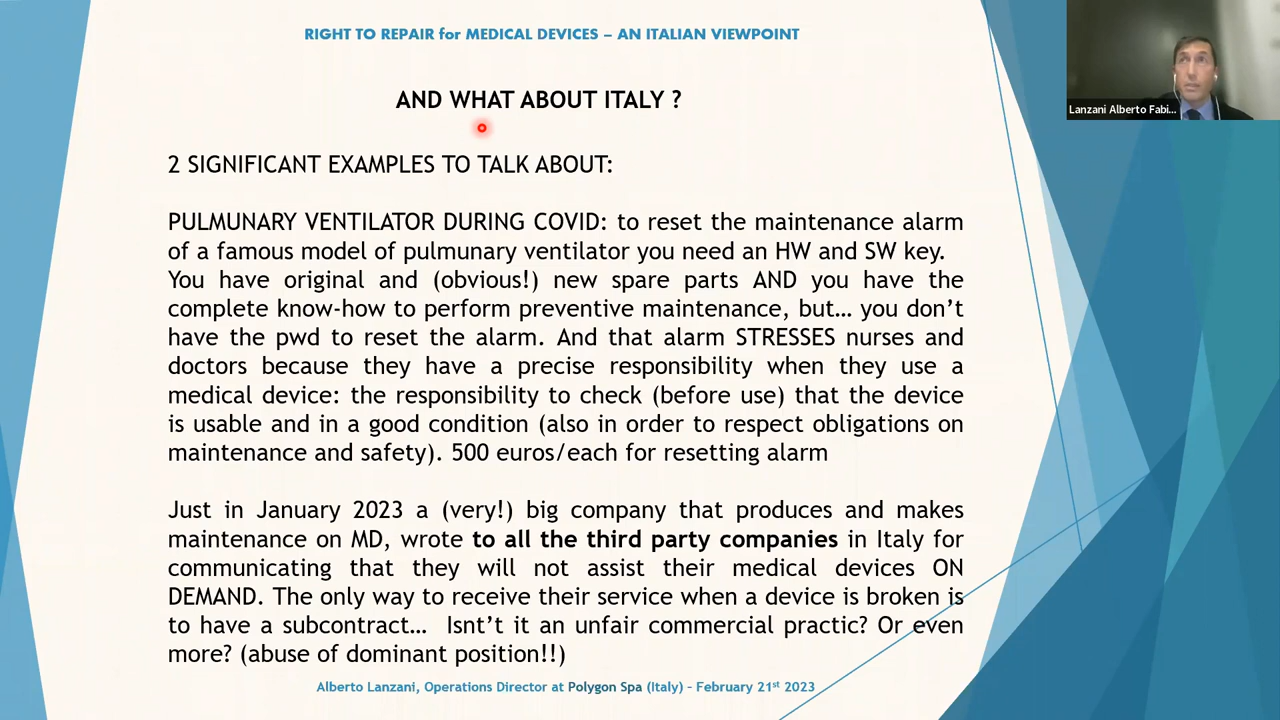 RIGHT TO REPAIR for MEDICAL DEVICES – AN ITALIAN VIEWPOINT
Lanzani Alberto Fabi...
AND WHAT ABOUT ITALY ?
2 SIGNIFICANT EXAMPLES TO TALK ABOUT:
PULMUNARY VENTILATOR DURING COVID: to reset the maintenance alarm
of a famous model of pulmunary ventilator you need an HW and SW key.
You have original and (obvious!) new spare parts AND you have the
complete know-how to perform preventive maintenance, but… you don’t
have the pwd to reset the alarm. And that alarm STRESSES nurses and
doctors because they have a precise responsibility when they use a
medical device: the responsibility to check (before use) that the device
is usable and in a good condition (also in order to respect obligations on
maintenance and safety). 500 euros/each for resetting alarm
Just in January 2023 a (very!) big company that produces and makes
maintenance on MD, wrote to all the third party companies in Italy for
communicating that they will not assist their medical devices ON
DEMAND. The only way to receive their service when a device is broken is
to have a subcontract… Isnt’t it an unfair commercial practic? Or even
more? (abuse of dominant position!!)
Alberto Lanzani, Operations Director at Polygon Spa (Italy) - February 21st 2023